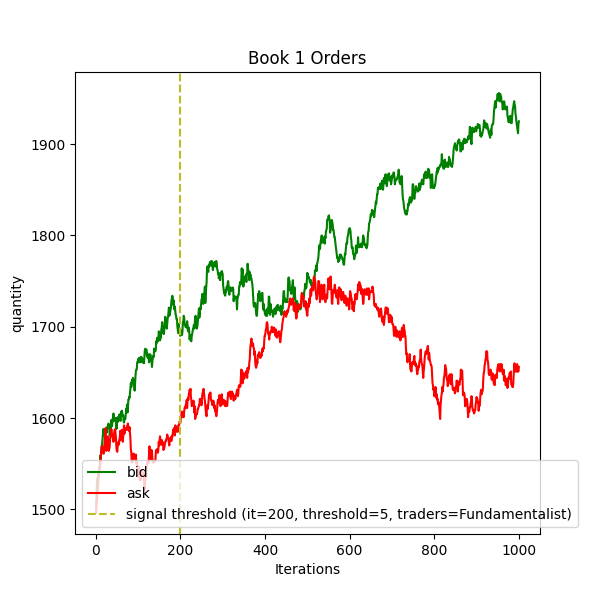 Book 1 Orders
quantity
1900
1800
1700
1600
1500
bid
ask
signal threshold (it=200, threshold=5, traders=Fundamentalist)
0 200 400 600 800 1000
Iterations